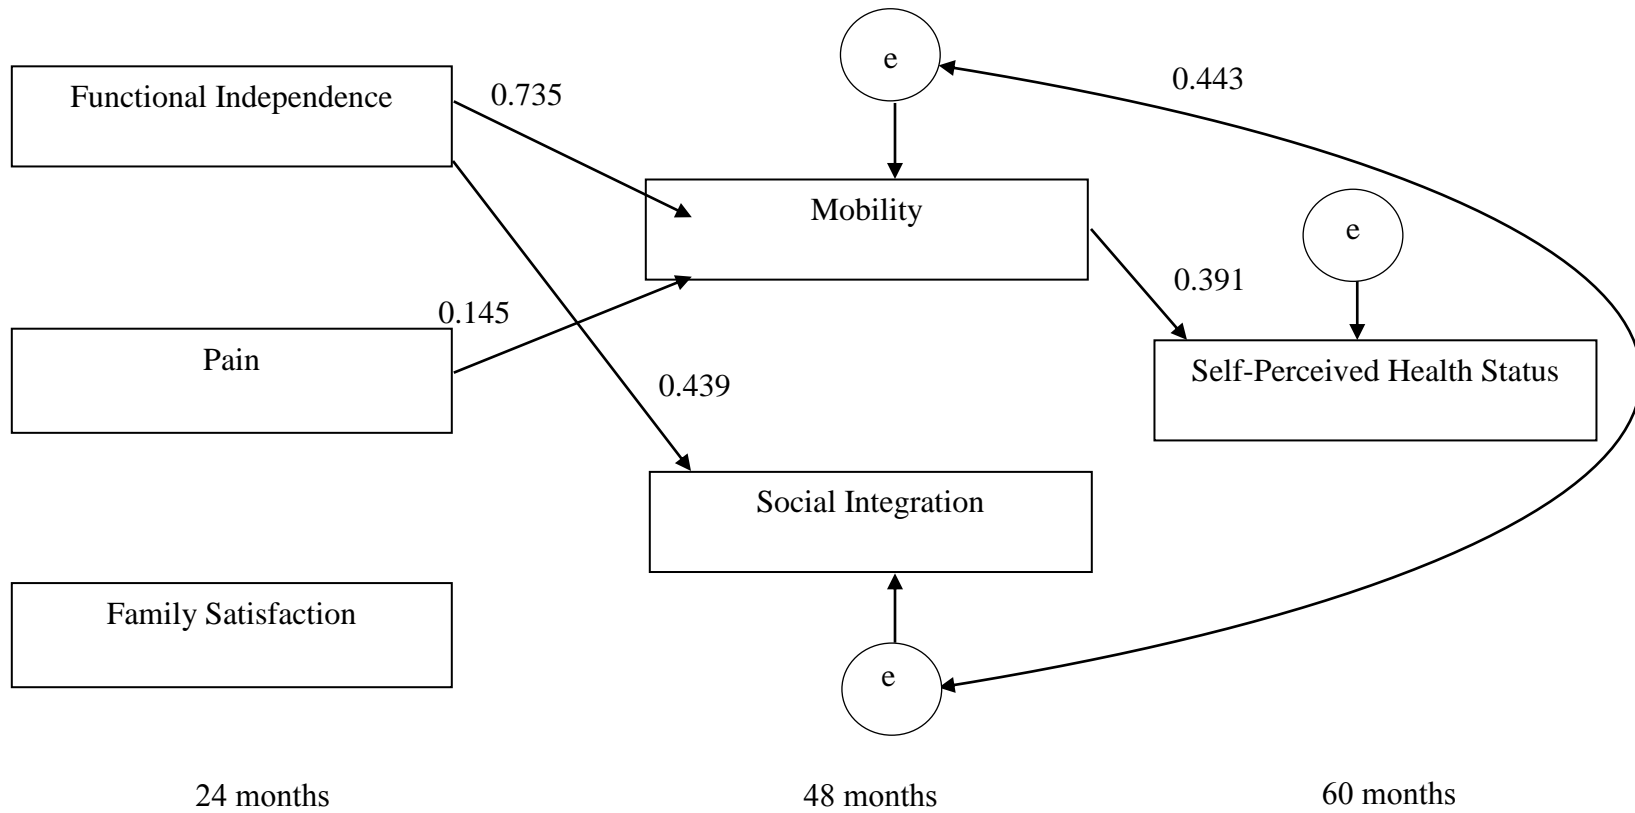 e
0.443
Functional Independence
0.735
Mobility
e
0.391
0.145
Pain
Self-Perceived Health Status
0.439
Social Integration
Family Satisfaction
e
24 months
48 months
60 months